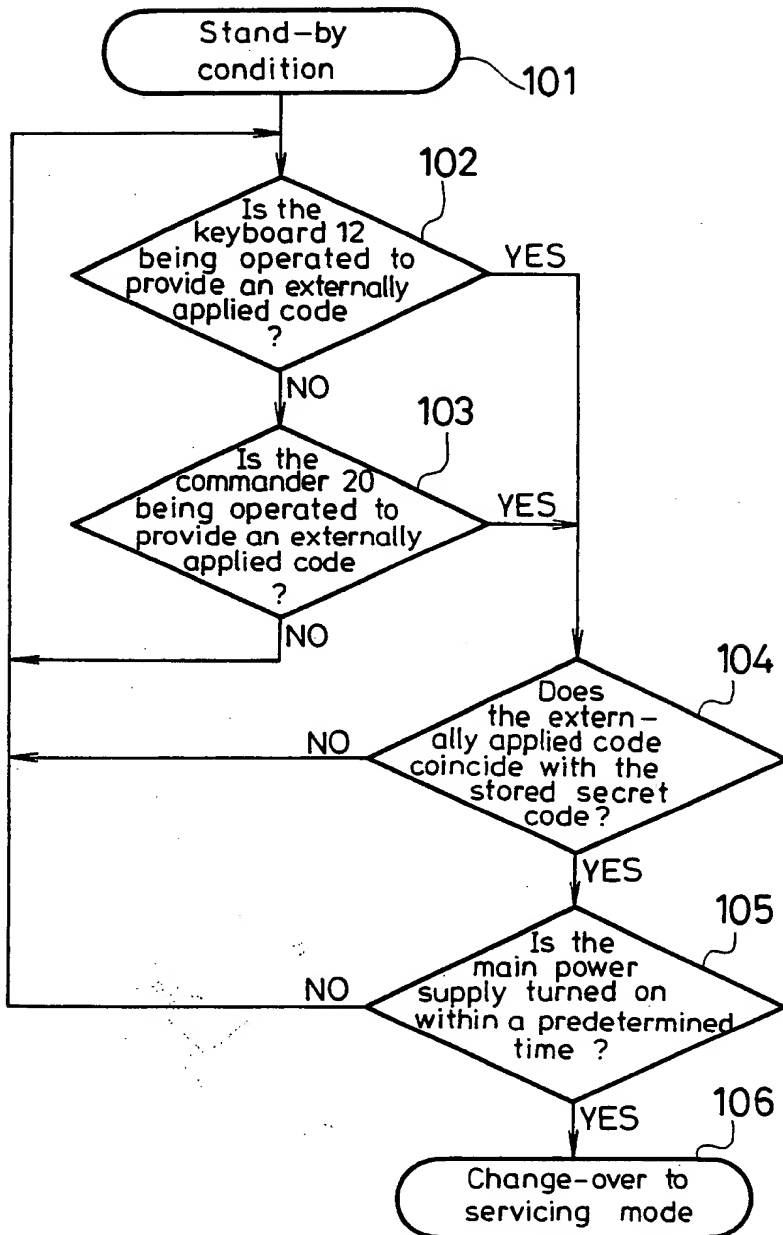 Stand-by
condition
101
102
Is the
keyboard 12
being operated to
provide an externally
applied code
?
YES
NO
103
Is the
commander 20
being operated to
provide an externally
applied code
?
YES
NO
104
Does
the extern-
ally applied code
coincide with the
stored secret
code?
NO
YES
105
Is the
main power
supply turned on
within a predetermined
time ?
NO
YES
106
Change-over to
servicing mode